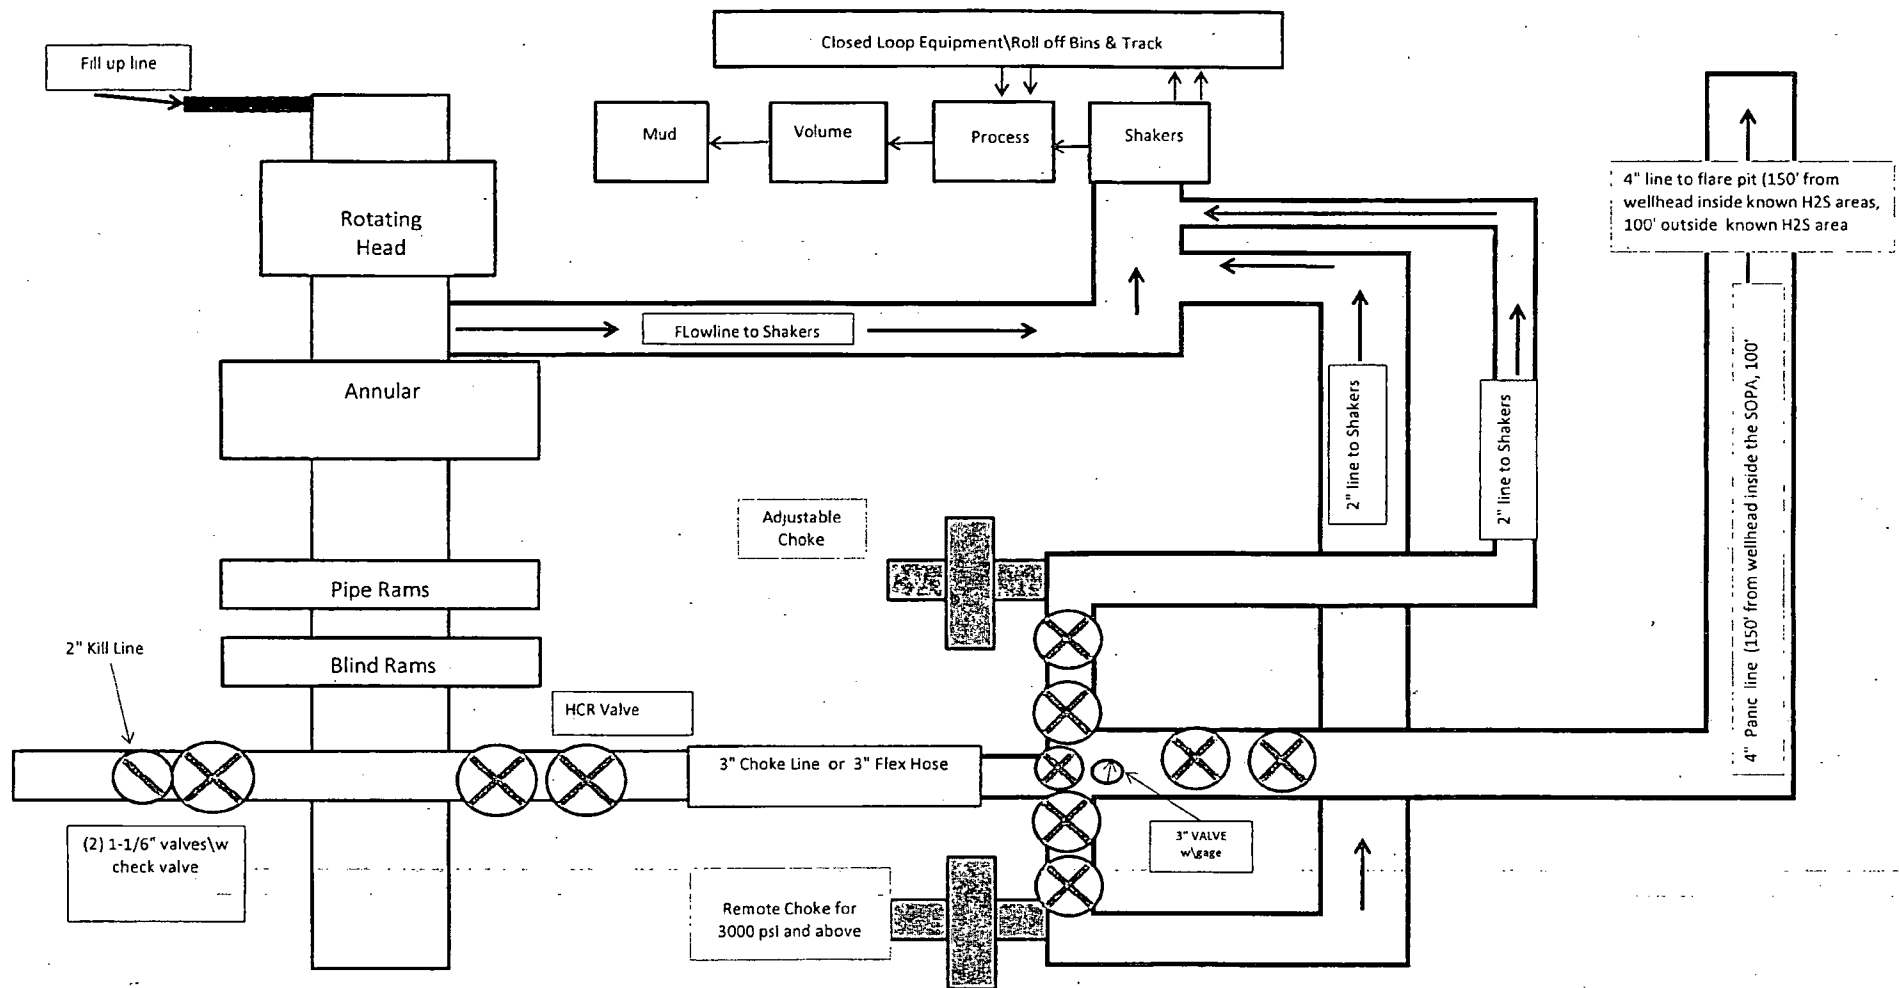 Closed Loop Equipment\Roll off Bins & Track
Fill up line
Mud
Volume
Process
Shakers
4" line to flare pit (150' from
wellhead inside known H2S areas,
100' outside known H2S area
Rotating
Head
FLowline to Shakers
Annular
2" line to Shakers
2" line to Shakers
4" Panic line (150' from wellhead inside the SOPA, 100'
Adjustable
Choke
Pipe Rams
Blind Rams
2" Kill Line
HCR Valve
3" Choke Line or 3" Flex Hose
(2) 1-1/6" valves\w
check valve
3" VALVE
w\gage
Remote Choke for
3000 psi and above